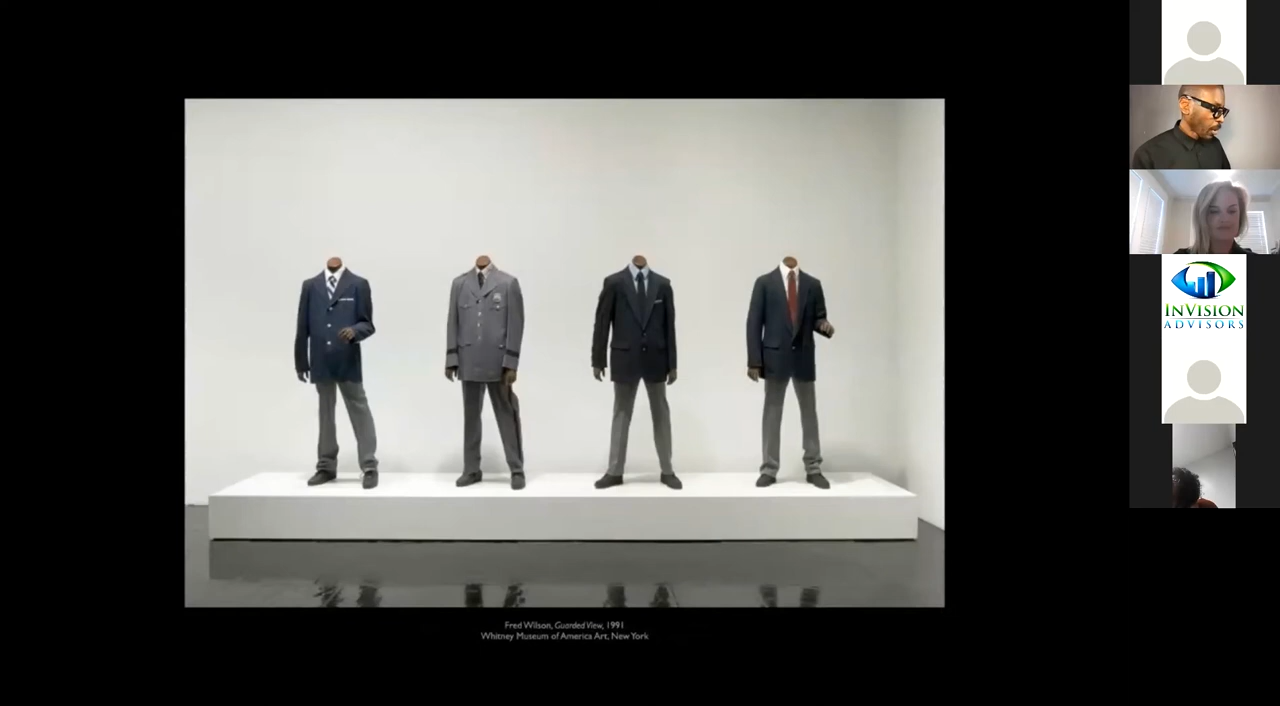 Fred Wilson, Guarded View, 1991
Whitney Museum of America Art, New York
INVISION
ADVISORS